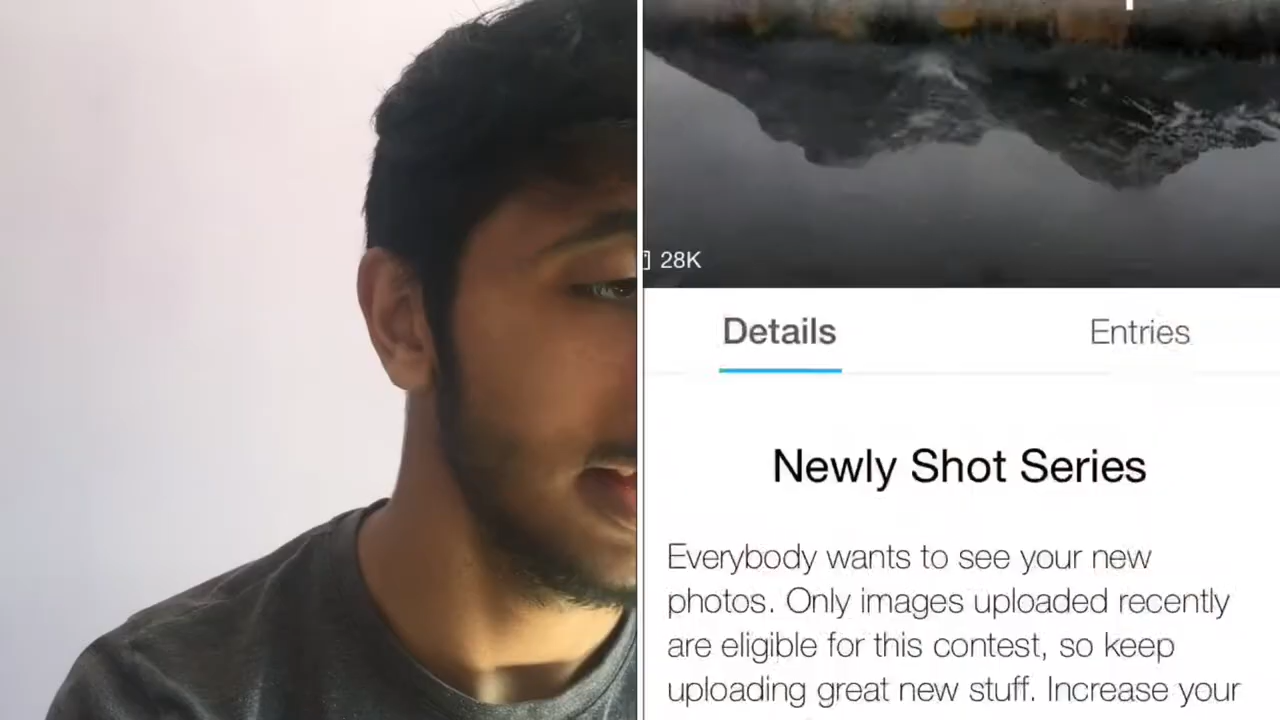 28K
Details Entries
Newly Shot Series
Everybody wants to see your new
photos. Only images uploaded recently
are eligible for this contest, so keep
uploading great new stuff. Increase your